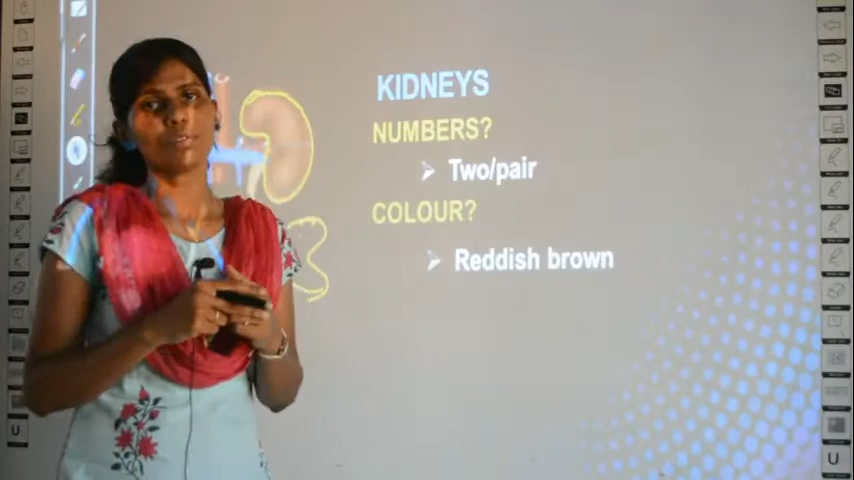 KIDNEYS
NUMBERS?
Two/pair
COLOUR?
Reddish brown